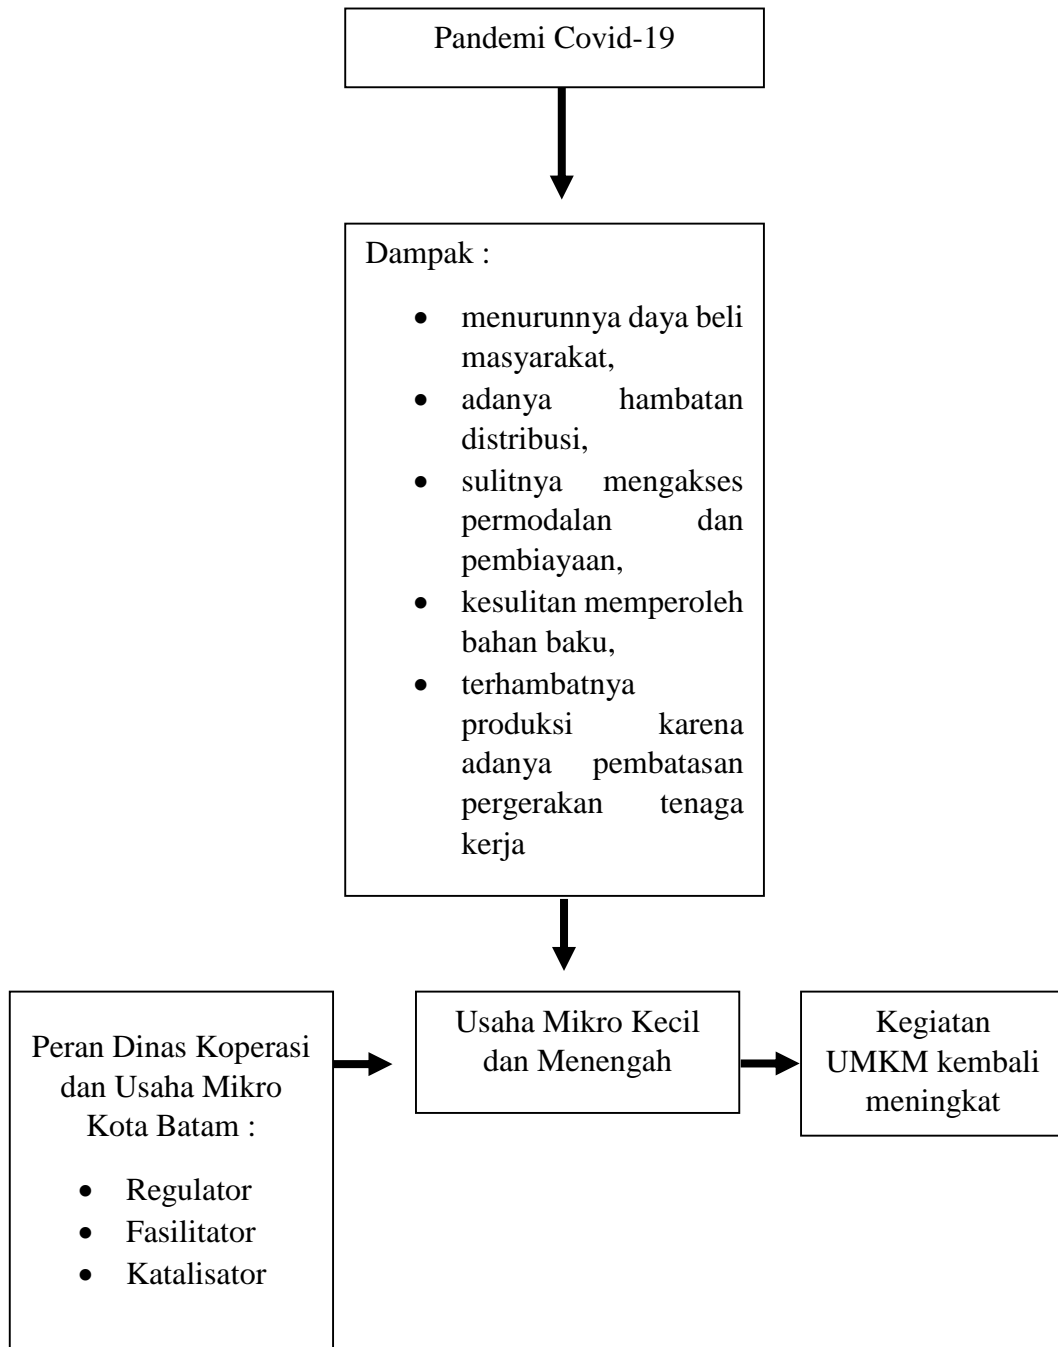 Pandemi Covid-19
Dampak :
• menurunnya daya beli
masyarakat,
• adanya hambatan
distribusi,
• sulitnya mengakses
permodalan dan
pembiayaan,
• kesulitan memperoleh
bahan baku,
• terhambatnya
produksi karena
adanya pembatasan
pergerakan tenaga
kerja
Peran Dinas Koperasi
dan Usaha Mikro
Kota Batam :
• Regulator
• Fasilitator
• Katalisator
Usaha Mikro Kecil
dan Menengah
Kegiatan
UMKM kembali
meningkat